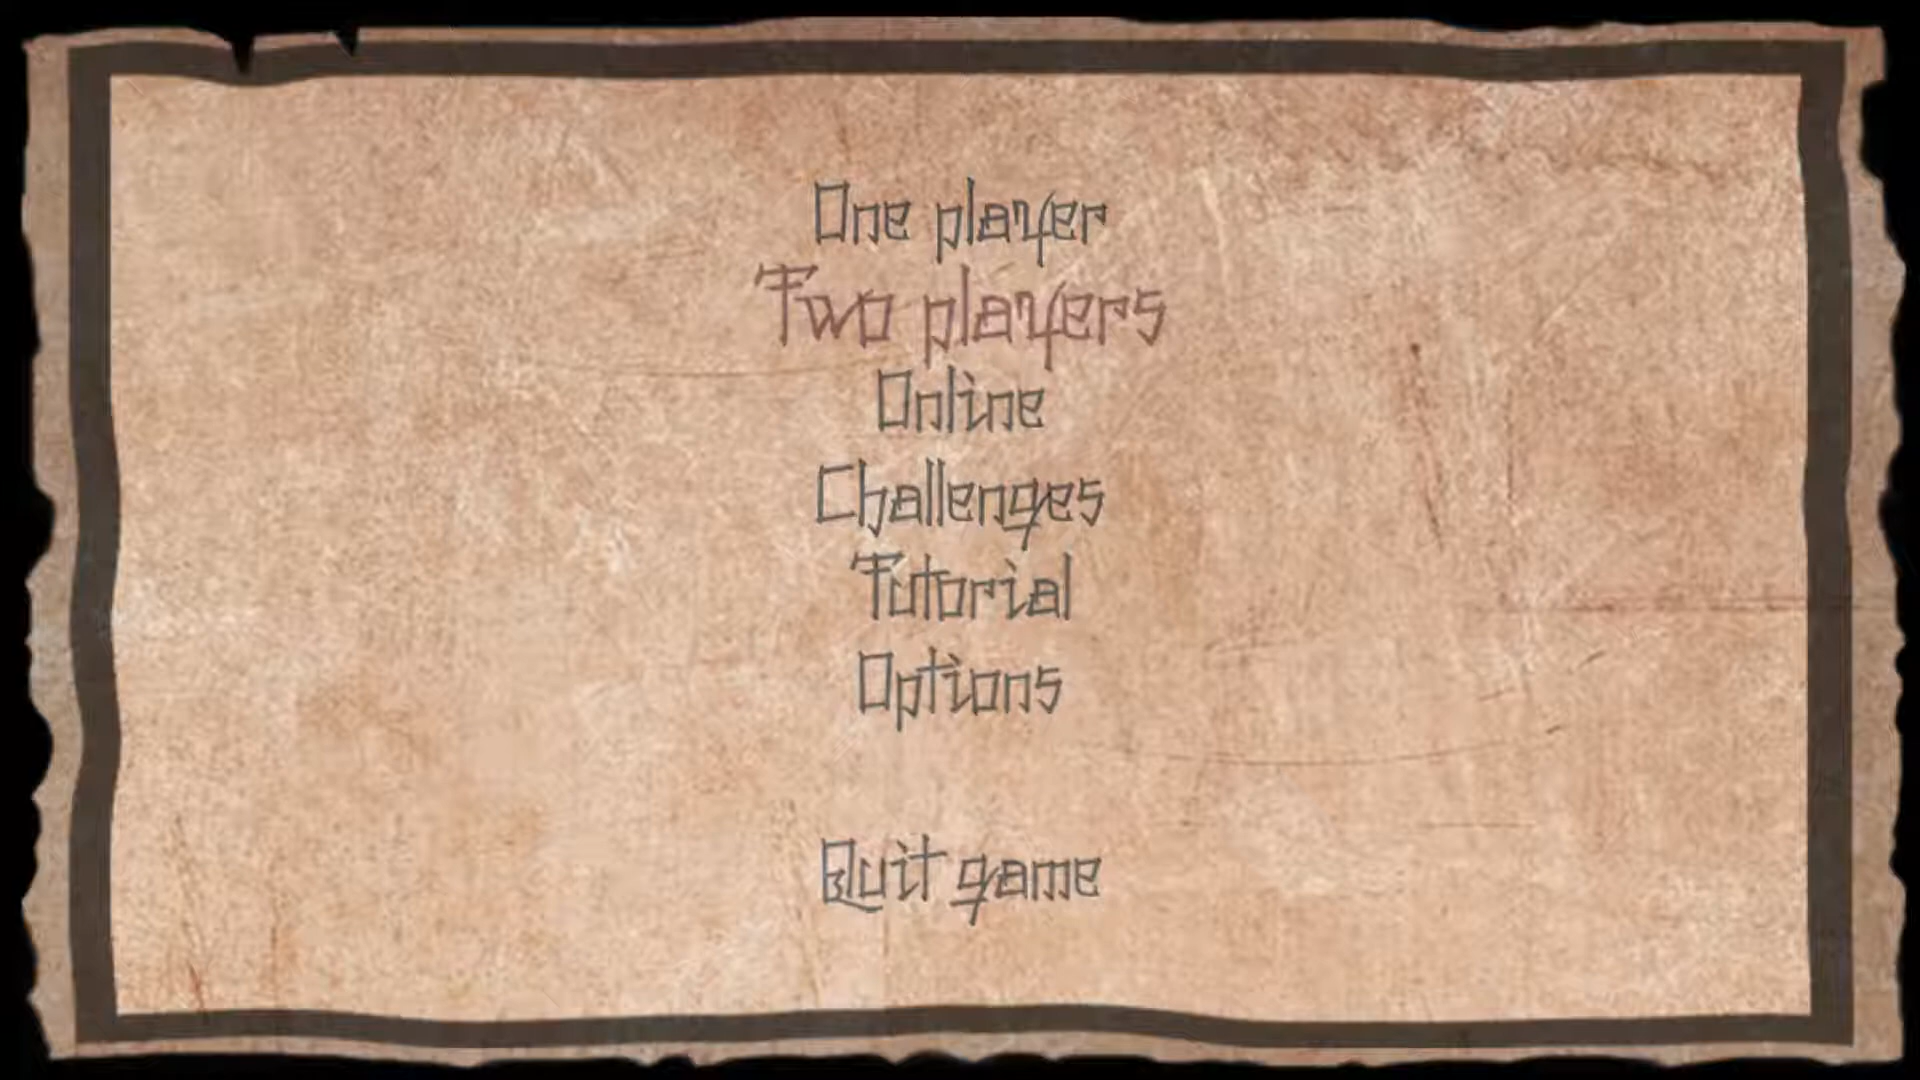 One player
Two players
Online
Challenges
Tutorial
Options
Quit game